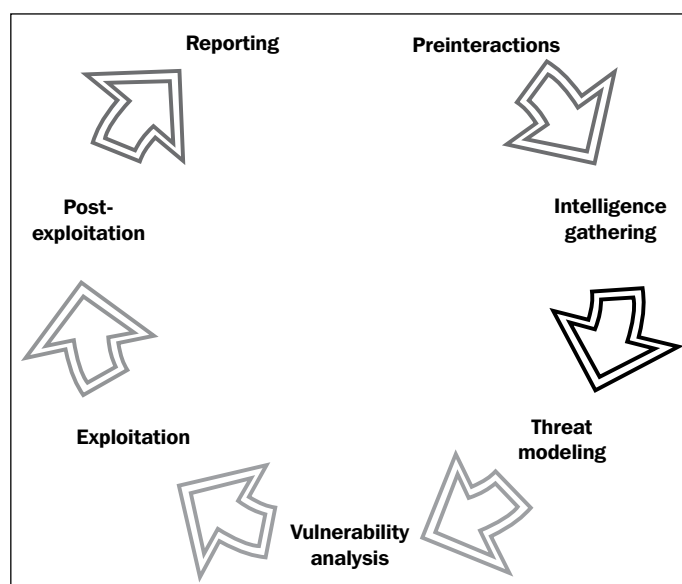 Reporting
Preinteractions
Intelligence
gathering
Threat
modeling
Vulnerability
analysis
Exploitation
Post-
exploitation